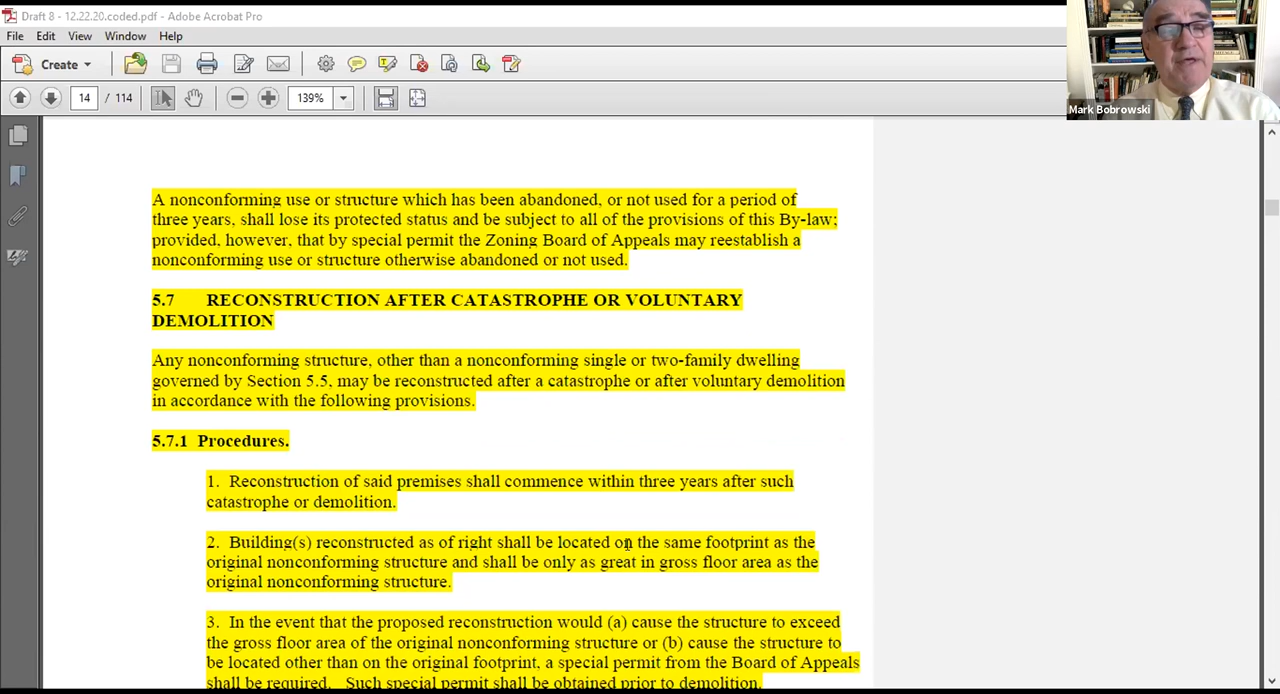 Draft 8 - 12.22.20.coded.pdf - Adobe Acrobat Pro
File Edit View Window Help
Create
14 / 114 139%
Mark Bobrowski
A nonconforming use or structure which has been abandoned, or not used for a period of
three years, shall lose its protected status and be subject to all of the provisions of this By-law;
provided, however, that by special permit the Zoning Board of Appeals may reestablish a
nonconforming use or structure otherwise abandoned or not used.
5.7 RECONSTRUCTION AFTER CATASTROPHE OR VOLUNTARY
DEMOLITION
Any nonconforming structure, other than a nonconforming single or two-family dwelling
governed by Section 5.5, may be reconstructed after a catastrophe or after voluntary demolition
in accordance with the following provisions.
5.7.1 Procedures.
1. Reconstruction of said premises shall commence within three years after such
catastrophe or demolition.
2. Building(s) reconstructed as of right shall be located on the same footprint as the
original nonconforming structure and shall be only as great in gross floor area as the
original nonconforming structure.
3. In the event that the proposed reconstruction would (a) cause the structure to exceed
the gross floor area of the original nonconforming structure or (b) cause the structure to
be located other than on the original footprint, a special permit from the Board of Appeals
shall be required. Such special permit shall be obtained prior to demolition.